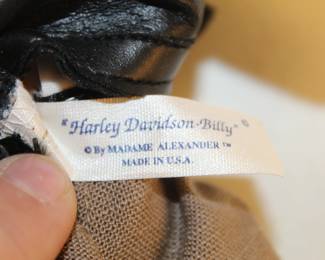 "Harley Davidson-Billy" ©
© By MADAME ALEXANDER ™
MADE IN U.S.A.